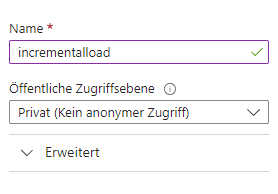 Name *
incrementalload
Öffentliche Zugriffsebene
Privat (Kein anonymer Zugriff)
Erweitert